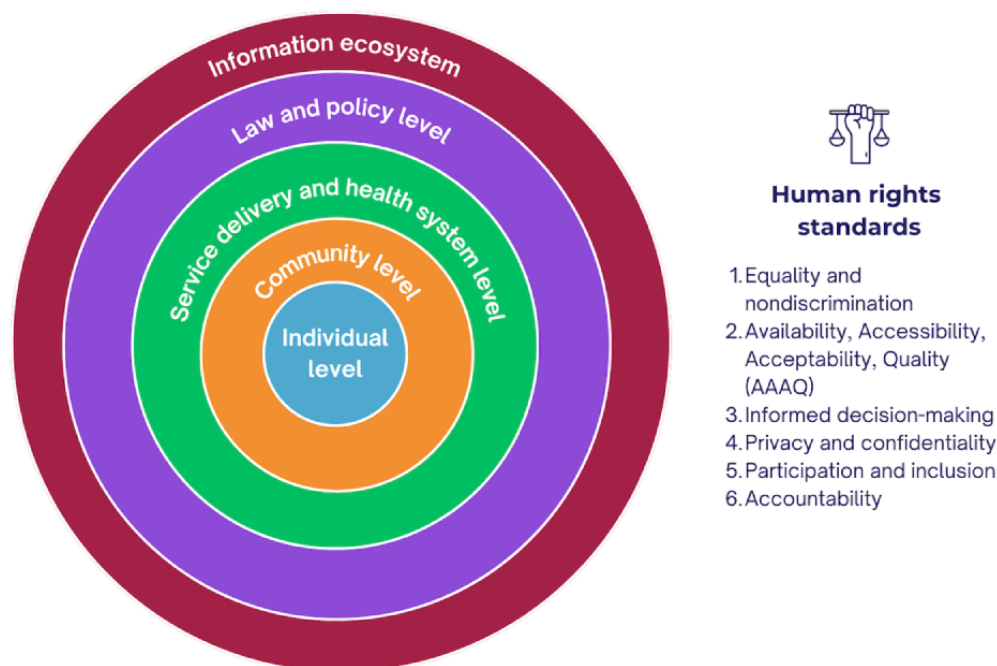 Information ecosystem
Law and policy level
Service delivery and health system level
Community level
Individual
level
Human rights
standards
1. Equality and
nondiscrimination
2. Availability, Accessibility,
Acceptability, Quality
(AAAQ)
3. Informed decision-making
4. Privacy and confidentiality
5. Participation and inclusion
6. Accountability